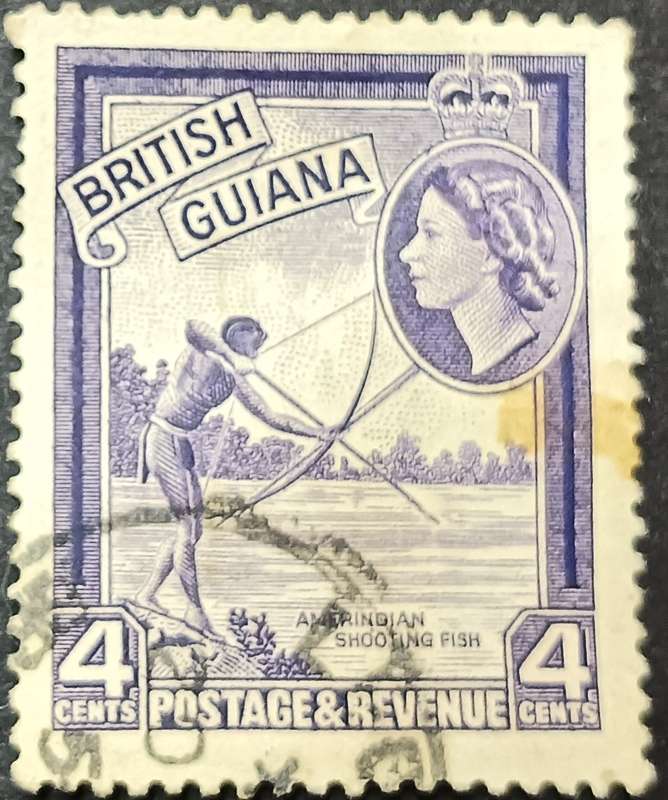 BRITISH
GUIANA
AMERINDIAN
SHOOTING FISH
4
CENTS
POSTAGE & REVENUE
4
CENTS